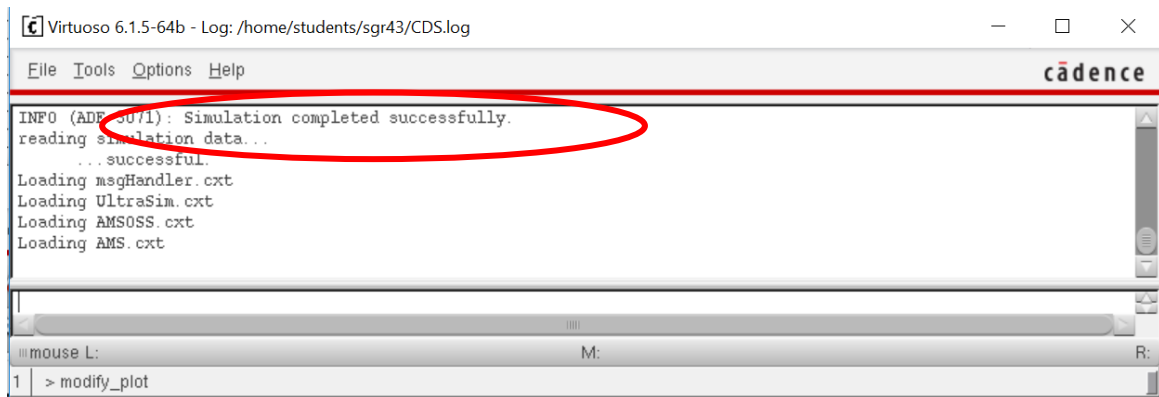 Virtuoso 6.1.5-64b - Log: /home/students/sgr43/CDS.log
File Tools Options Help
cādence
INFO (ADE-3071): Simulation completed successfully.
reading simulation data...
...successful.
Loading msgHandler.cxt
Loading UltraSim.cxt
Loading AMSOSS.cxt
Loading AMS.cxt
mouse L: M: R:
1 > modify_plot